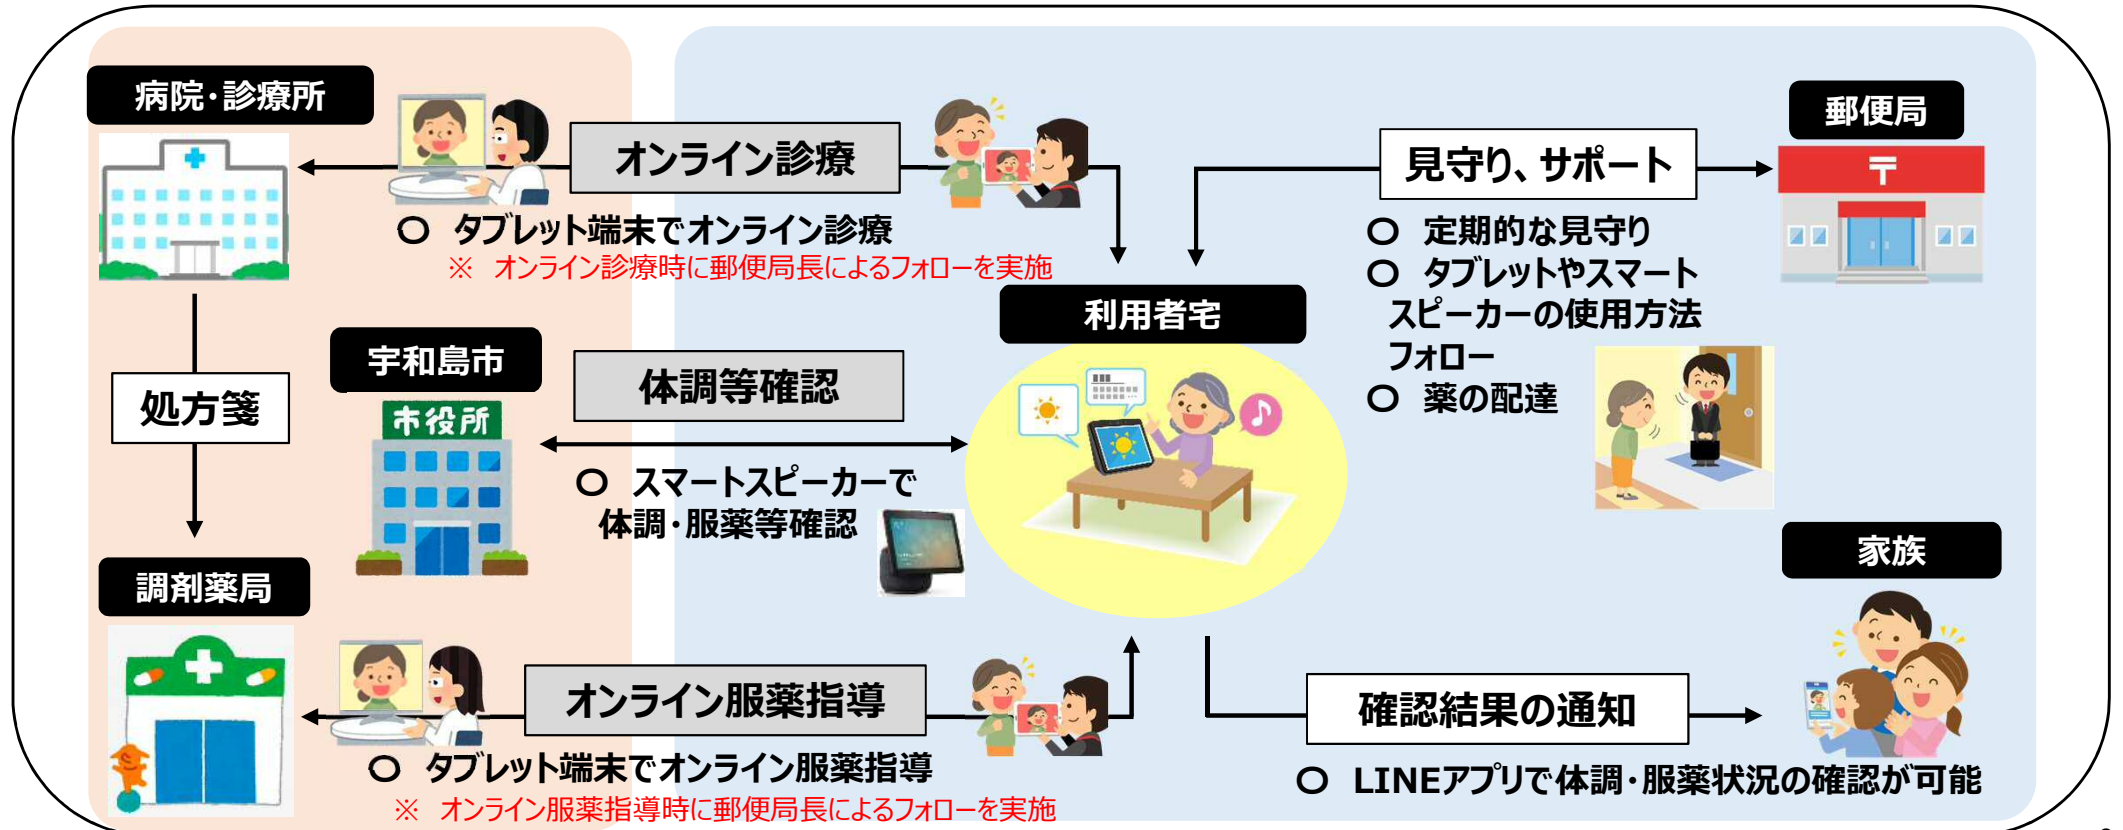 病院・診療所
オンライン診療
○ タブレット端末でオンライン診療
※ オンライン診療時に郵便局長によるフォローを実施
処方箋
宇和島市
市役所
体調等確認
○ スマートスピーカーで
体調・服薬等確認
調剤薬局
オンライン服薬指導
○ タブレット端末でオンライン服薬指導
※ オンライン服薬指導時に郵便局長によるフォローを実施
利用者宅
郵便局
〒
見守り、サポート
○ 定期的な見守り
○ タブレットやスマート
スピーカーの使用方法
フォロー
○ 薬の配達
家族
確認結果の通知
○ LINEアプリで体調・服薬状況の確認が可能